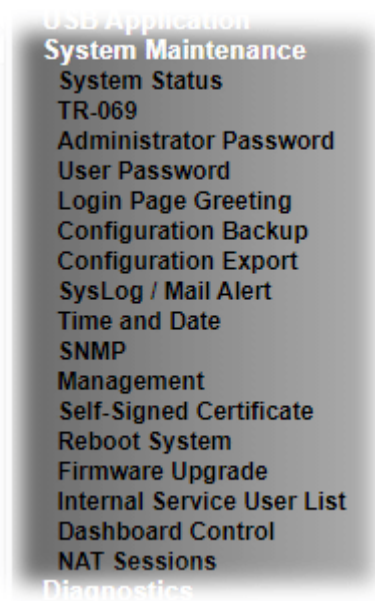 USB Application
System Maintenance
System Status
TR-069
Administrator Password
User Password
Login Page Greeting
Configuration Backup
Configuration Export
SysLog / Mail Alert
Time and Date
SNMP
Management
Self-Signed Certificate
Reboot System
Firmware Upgrade
Internal Service User List
Dashboard Control
NAT Sessions
Diagnostics